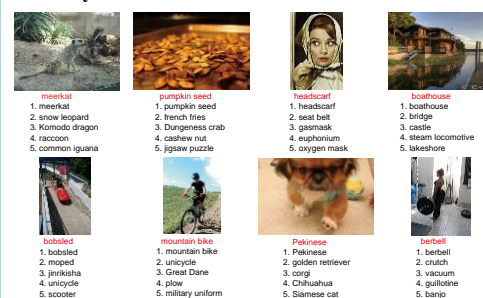 meerkat
1. meerkat
2. snow leopard
3. Komodo dragon
4. raccoon
5. common iguana
pumpkin seed
1. pumpkin seed
2. french fries
3. Dungeness crab
4. cashew nut
5. jigsaw puzzle
headscarf
1. headscarf
2. seat belt
3. gasmask
4. euphonium
5. oxygen mask
boathouse
1. boathouse
2. bridge
3. castle
4. steam locomotive
5. lakeshore
bobsled
1. bobsled
2. moped
3. jinrikisha
4. unicycle
5. scooter
mountain bike
1. mountain bike
2. unicycle
3. Great Dane
4. plow
5. military uniform
Pekinese
1. Pekinese
2. golden retriever
3. corgi
4. Chihuahua
5. Siamese cat
berbell
1. berbell
2. crutch
3. vacuum
4. guillotine
5. banjo